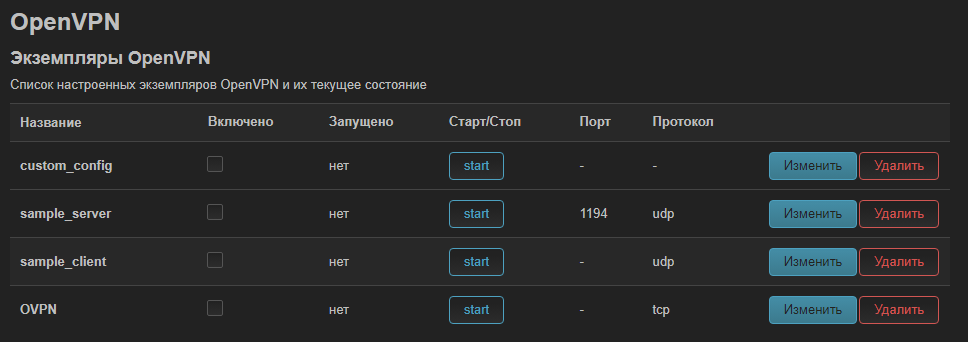 OpenVPN
Экземпляры OpenVPN
Список настроенных экземпляров OpenVPN и их текущее состояние
Название Включено Запущено Старт/Стоп Порт Протокол
custom_config нет start - - Изменить Удалить
sample_server нет start 1194 udp Изменить Удалить
sample_client нет start - udp Изменить Удалить
OVPN нет start - tcp Изменить Удалить